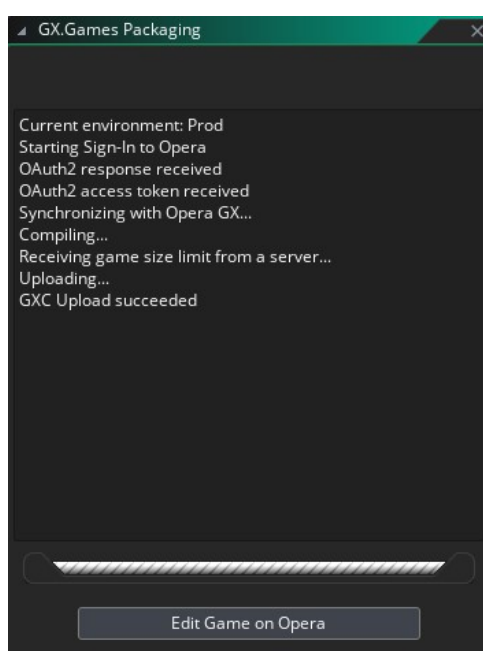 GX.Games Packaging
Current environment: Prod
Starting Sign-In to Opera
OAuth2 response received
OAuth2 access token received
Synchronizing with Opera GX...
Compiling...
Receiving game size limit from a server...
Uploading...
GXC Upload succeeded
Edit Game on Opera